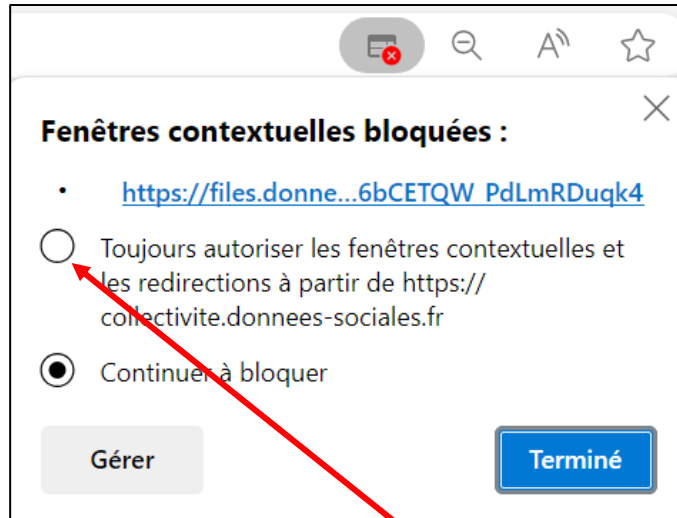 A
Fenêtres contextuelles bloquées :
• https://files.donne...6bCETQW_PdLmRDuqk4
Toujours autoriser les fenêtres contextuelles et
les redirections à partir de https://
collectivite.donnees-sociales.fr
Continuer à bloquer
Gérer Terminé